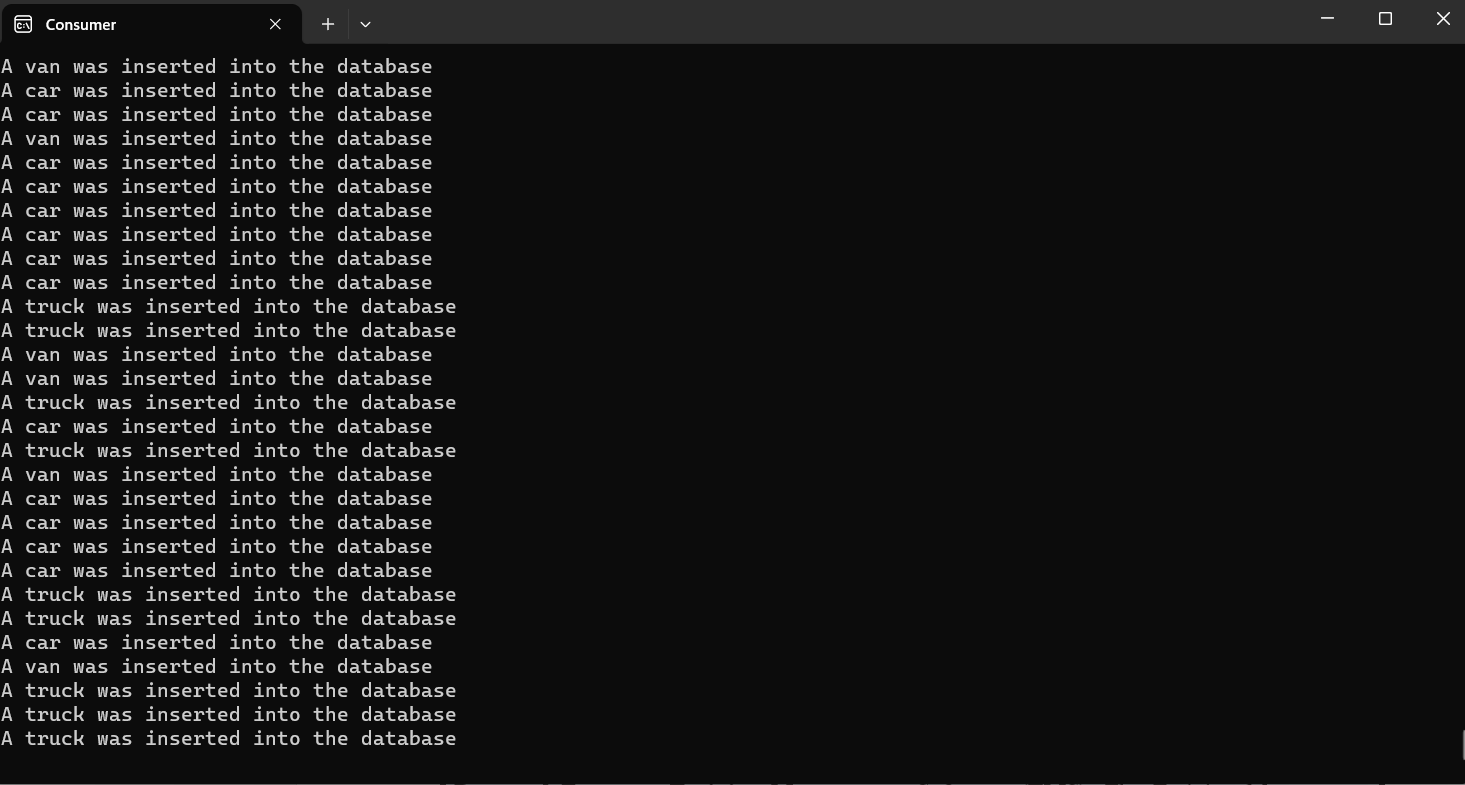 Consumer
A van was inserted into the database
A car was inserted into the database
A car was inserted into the database
A van was inserted into the database
A car was inserted into the database
A car was inserted into the database
A car was inserted into the database
A car was inserted into the database
A car was inserted into the database
A car was inserted into the database
A truck was inserted into the database
A truck was inserted into the database
A van was inserted into the database
A van was inserted into the database
A truck was inserted into the database
A car was inserted into the database
A truck was inserted into the database
A van was inserted into the database
A car was inserted into the database
A car was inserted into the database
A car was inserted into the database
A car was inserted into the database
A truck was inserted into the database
A truck was inserted into the database
A car was inserted into the database
A van was inserted into the database
A truck was inserted into the database
A truck was inserted into the database
A truck was inserted into the database